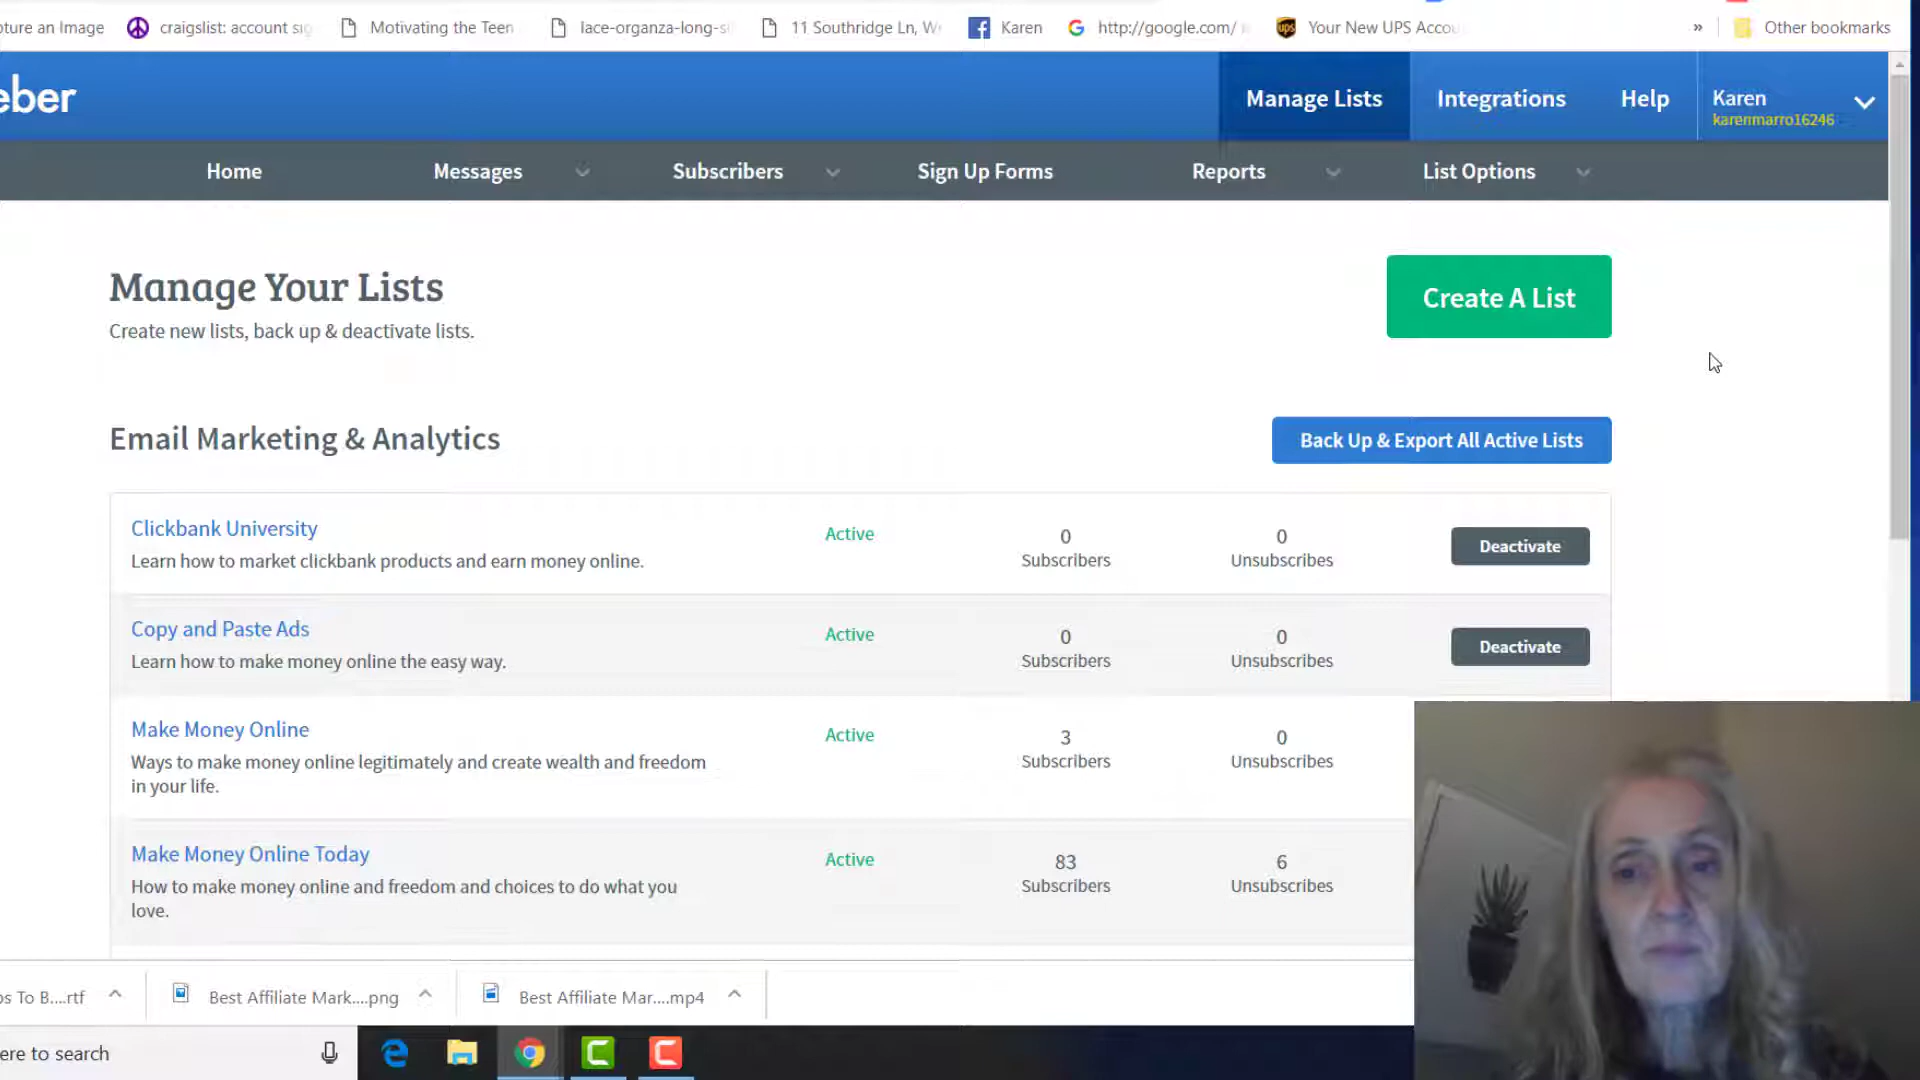 ture an Image
craigslist: account sig
Motivating the Teen
lace-organza-long-s
11 Southridge Ln, W
Karen
http://google.com/
Your New UPS Accou
»
Other bookmarks
eber
Manage Lists
Integrations
Help
Karen
karenmarro16246
Home
Messages
Subscribers
Sign Up Forms
Reports
List Options
Manage Your Lists
Create A List
Create new lists, back up & deactivate lists.
Email Marketing & Analytics
Back Up & Export All Active Lists
Clickbank University
Learn how to market clickbank products and earn money online.
Active
0
Subscribers
0
Unsubscribes
Deactivate
Copy and Paste Ads
Learn how to make money online the easy way.
Active
0
Subscribers
0
Unsubscribes
Deactivate
Make Money Online
Ways to make money online legitimately and create wealth and freedom
in your life.
Active
3
Subscribers
0
Unsubscribes
Make Money Online Today
How to make money online and freedom and choices to do what you
love.
Active
83
Subscribers
6
Unsubscribes
ps To B....rtf
Best Affiliate Mark....png
Best Affiliate Mar....mp4
ere to search